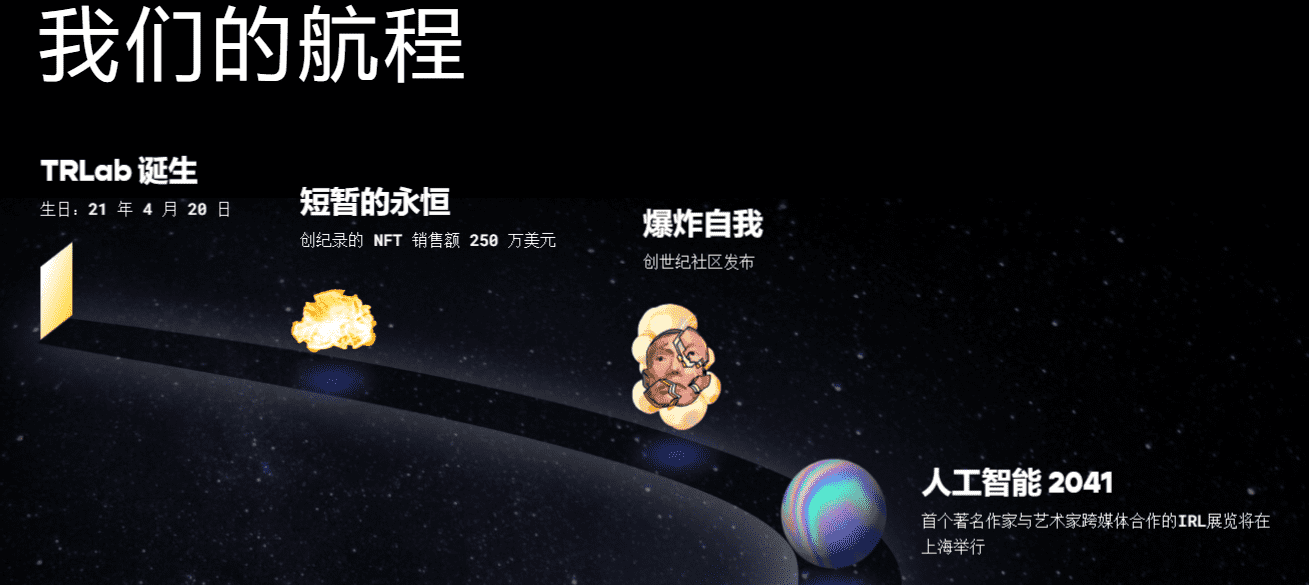 我们的航程
TRLab 诞生
生日：21 年 4 月 20 日
短暂的永恒
创纪录的 NFT 销售额 250 万美元
爆炸自我
创世纪社区发布
人工智能 2041
首个著名作家与艺术家跨媒体合作的IRL展览将在
上海举行